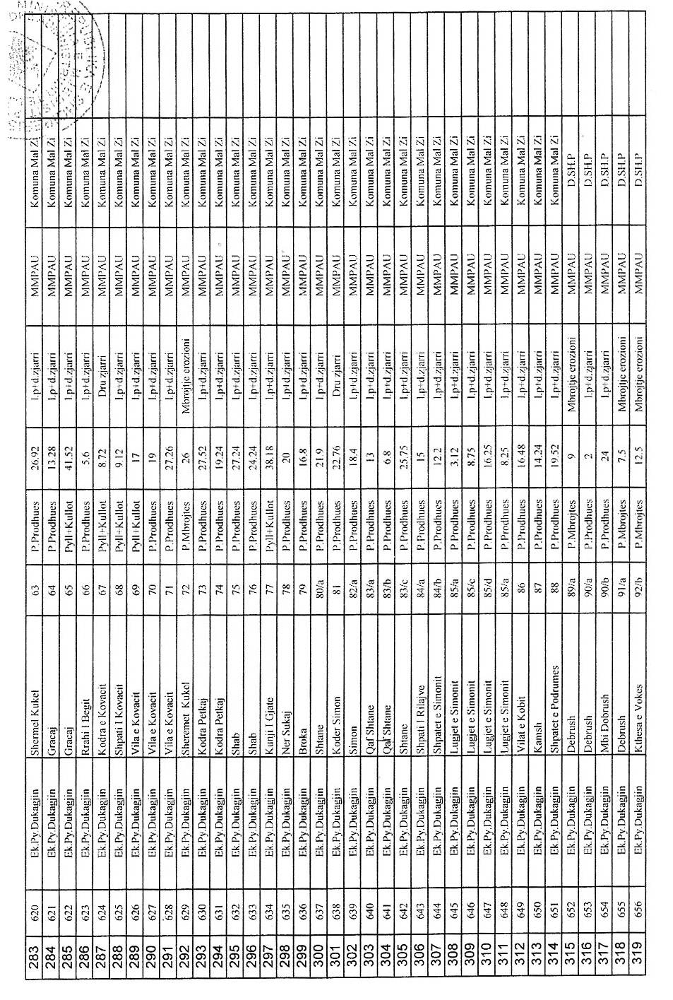 283 620 Ek.Py.Dukagjin Shermel Kukel 63 P.Prodhues 26.92 l.p+d.zjarri MMPAU Komuna Mal Zi
284 621 Ek.Py.Dukagjin Gracaj 64 P.Prodhues 13.28 l.p+d.zjarri MMPAU Komuna Mal Zi
285 622 Ek.Py.Dukagjin Gracaj 65 Pyll+Kullot 41.52 l.p+d.zjarri MMPAU Komuna Mal Zi
286 623 Ek.Py.Dukagjin Rrahi I Begit 66 P.Prodhues 5.6 l.p+d.zjarri MMPAU Komuna Mal Zi
287 624 Ek.Py.Dukagjin Kodra e Kovacit 67 Pyll+Kullot 8.72 Dru zjarri MMPAU Komuna Mal Zi
288 625 Ek.Py.Dukagjin Shpati I Kovacit 68 Pyll+Kullot 9.12 l.p+d.zjarri MMPAU Komuna Mal Zi
289 626 Ek.Py.Dukagjin Vila e Kovacit 69 Pyll+Kullot 17 l.p+d.zjarri MMPAU Komuna Mal Zi
290 627 Ek.Py.Dukagjin Vila e Kovacit 70 P.Prodhues 19 l.p+d.zjarri MMPAU Komuna Mal Zi
291 628 Ek.Py.Dukagjin Vila e Kovacit 71 P.Prodhues 27.26 l.p+d.zjarri MMPAU Komuna Mal Zi
292 629 Ek.Py.Dukagjin Sheremet Kukel 72 P.Mbrojtes 26 Mbrojtje erozioni MMPAU Komuna Mal Zi
293 630 Ek.Py.Dukagjin Kodra Petkaj 73 P.Prodhues 27.52 l.p+d.zjarri MMPAU Komuna Mal Zi
294 631 Ek.Py.Dukagjin Kodra Petkaj 74 P.Prodhues 19.24 l.p+d.zjarri MMPAU Komuna Mal Zi
295 632 Ek.Py.Dukagjin Shab 75 P.Prodhues 27.24 l.p+d.zjarri MMPAU Komuna Mal Zi
296 633 Ek.Py.Dukagjin Shab 76 P.Prodhues 24.24 l.p+d.zjarri MMPAU Komuna Mal Zi
297 634 Ek.Py.Dukagjin Kunji I Gjate 77 Pyll+Kullot 38.18 l.p+d.zjarri MMPAU Komuna Mal Zi
298 635 Ek.Py.Dukagjin Ner Sukaj 78 P.Prodhues 20 l.p+d.zjarri MMPAU Komuna Mal Zi
299 636 Ek.Py.Dukagjin Broka 79 P.Prodhues 16.8 l.p+d.zjarri MMPAU Komuna Mal Zi
300 637 Ek.Py.Dukagjin Shtane 80/a P.Prodhues 21.9 l.p+d.zjarri MMPAU Komuna Mal Zi
301 638 Ek.Py.Dukagjin Koder Simon 81 P.Prodhues 22.76 Dru zjarri MMPAU Komuna Mal Zi
302 639 Ek.Py.Dukagjin Simon 82/a P.Prodhues 18.4 l.p+d.zjarri MMPAU Komuna Mal Zi
303 640 Ek.Py.Dukagjin Qaf Shtane 83/a P.Prodhues 13 l.p+d.zjarri MMPAU Komuna Mal Zi
304 641 Ek.Py.Dukagjin Qaf Shtane 83/b P.Prodhues 6.8 l.p+d.zjarri MMPAU Komuna Mal Zi
305 642 Ek.Py.Dukagjin Shtane 83/c P.Prodhues 25.75 l.p+d.zjarri MMPAU Komuna Mal Zi
306 643 Ek.Py.Dukagjin Shpati I Rilajve 84/a P.Prodhues 15 l.p+d.zjarri MMPAU Komuna Mal Zi
307 644 Ek.Py.Dukagjin Shpatet e Simonit 84/b P.Prodhues 12.2 l.p+d.zjarri MMPAU Komuna Mal Zi
308 645 Ek.Py.Dukagjin Lugjet e Simonit 85/a P.Prodhues 3.12 l.p+d.zjarri MMPAU Komuna Mal Zi
309 646 Ek.Py.Dukagjin Lugjet e Simonit 85/c P.Prodhues 8.75 l.p+d.zjarri MMPAU Komuna Mal Zi
310 647 Ek.Py.Dukagjin Lugjet e Simonit 85/d P.Prodhues 16.25 l.p+d.zjarri MMPAU Komuna Mal Zi
311 648 Ek.Py.Dukagjin Lugjet e Simonit 85/a P.Prodhues 8.25 l.p+d.zjarri MMPAU Komuna Mal Zi
312 649 Ek.Py.Dukagjin Vilat e Kobit 86 P.Prodhues 16.48 l.p+d.zjarri MMPAU Komuna Mal Zi
313 650 Ek.Py.Dukagjin Kamsh 87 P.Prodhues 14.24 l.p+d.zjarri MMPAU Komuna Mal Zi
314 651 Ek.Py.Dukagjin Shpatet e Podrumes 88 P.Prodhues 19.52 l.p+d.zjarri MMPAU Komuna Mal Zi
315 652 Ek.Py.Dukagjin Debrush 89/a P.Mbrojtes 9 Mbrojtje erozioni MMPAU D.SH.P
316 653 Ek.Py.Dukagjin Debrush 90/a P.Prodhues 2 l.p+d.zjarri MMPAU D.SH.P
317 654 Ek.Py.Dukagjin Mbi Dobrush 90/b P.Prodhues 24 l.p+d.zjarri MMPAU D.SH.P
318 655 Ek.Py.Dukagjin Debrush 91/a P.Mbrojtes 7.5 Mbrojtje erozioni MMPAU D.SH.P
319 656 Ek.Py.Dukagjin Kthesa e Vokes 92/b P.Mbrojtes 12.5 Mbrojtje erozioni MMPAU D.SH.P